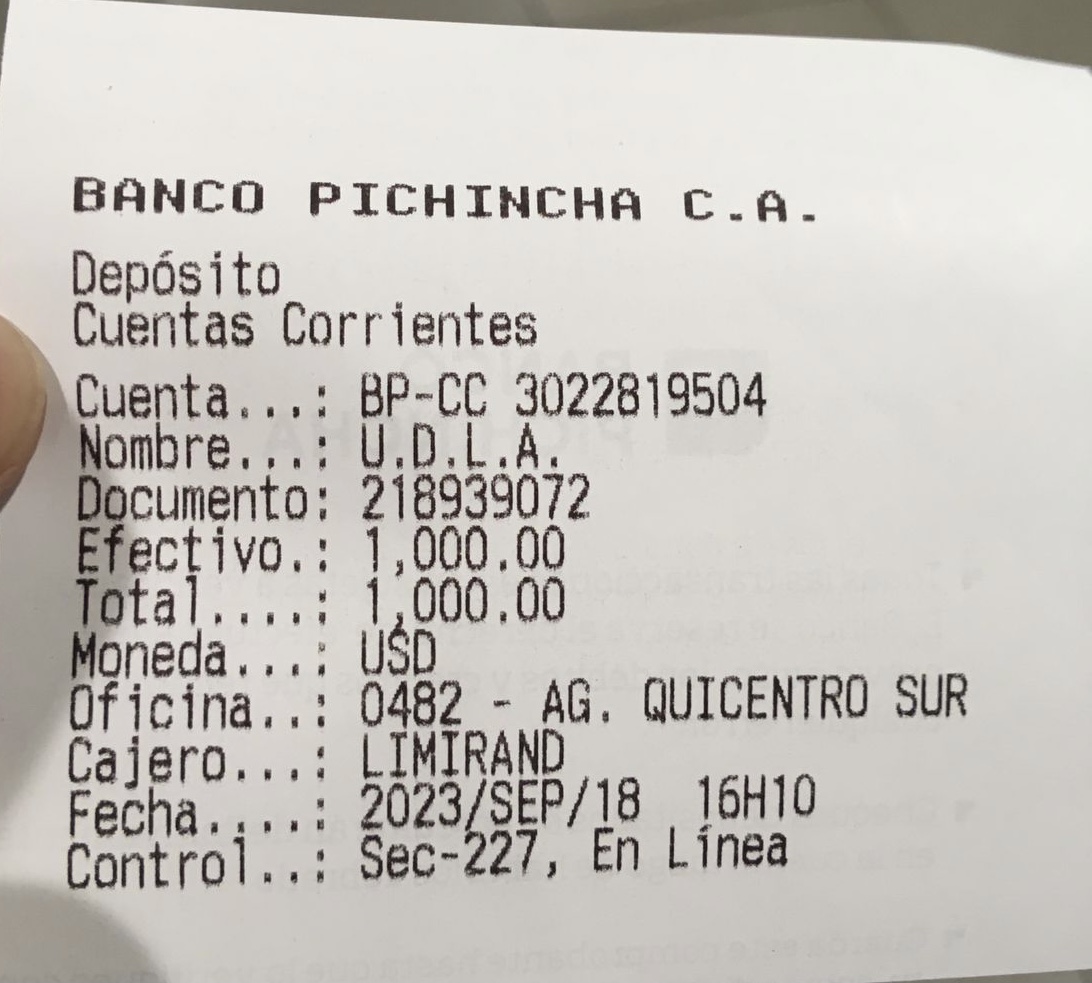 BANCO PICHINCHA C.A.
Depósito
Cuentas Corrientes
Cuenta...: BP-CC 3022819504
Nombre...: U.D.L.A.
Documento: 218939072
Efectivo.: 1,000.00
Total....: 1,000.00
Moneda...: USD
Oficina..: 0482 - AG. QUICENTRO SUR
Cajero...: LIMIRAND
Fecha....: 2023/SEP/18 16H10
Control..: Sec-227, En Línea